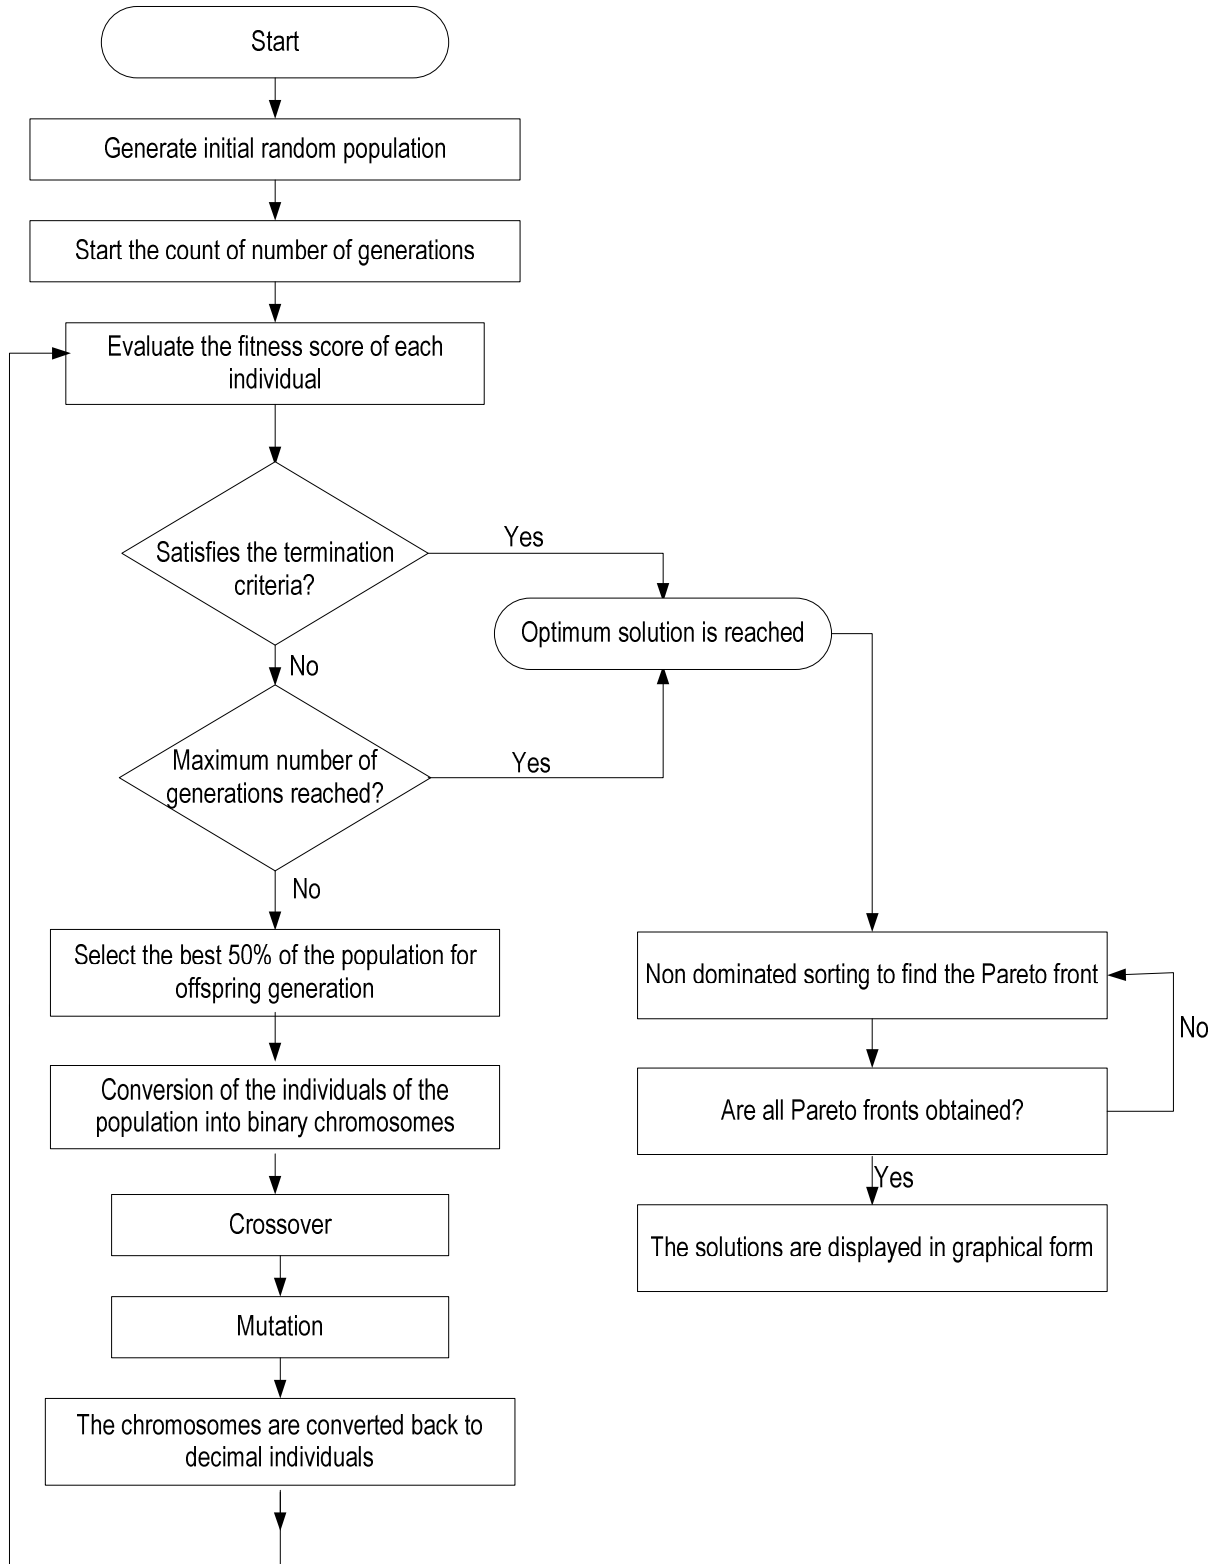 Start
Generate initial random population
Start the count of number of generations
Evaluate the fitness score of each
individual
Satisfies the termination
criteria?
Yes
Optimum solution is reached
No
Maximum number of
generations reached?
Yes
No
Select the best 50% of the population for
offspring generation
Conversion of the individuals of the
population into binary chromosomes
Crossover
Mutation
The chromosomes are converted back to
decimal individuals
Non dominated sorting to find the Pareto front
No
Are all Pareto fronts obtained?
Yes
The solutions are displayed in graphical form